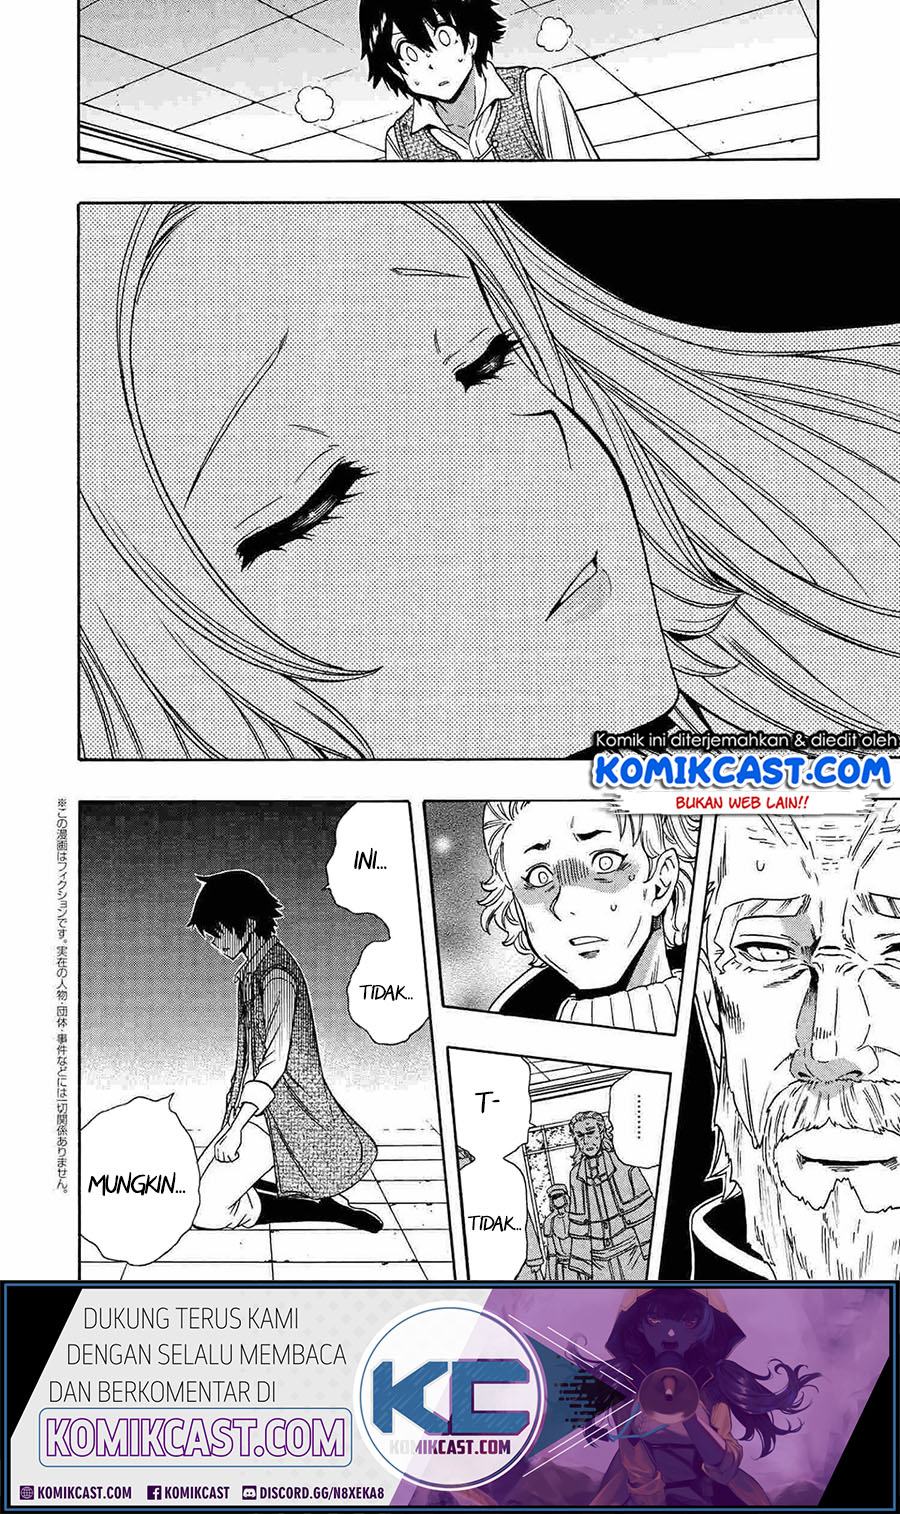 Komik ini diterjemahkan & diedit oleh
KOMIKCAST.COM
BUKAN WEB LAIN!!
T-
TIDAK...
INI...
TIDAK...
MUNGKIN...
※この漫画はフィクションです。実在の人物・団体・事件などには一切関係ありません。
DUKUNG TERUS KAMI
DENGAN SELALU MEMBACA
DAN BERKOMENTAR DI
KOMIKCAST.COM
KC
KOMIKCAST.COM
KOMIKCAST.COM KOMIKCAST DISCORD.GG/N8XEKA8